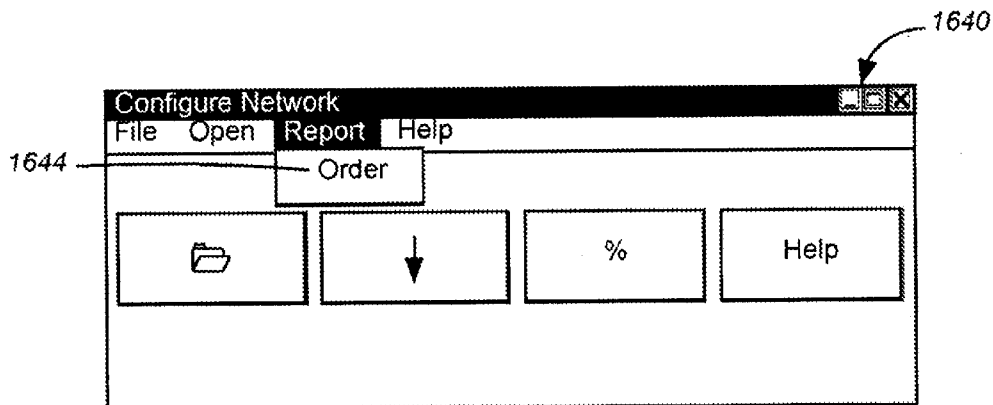 1640
Configure Network
File Open Report Help
1644 Order
% Help